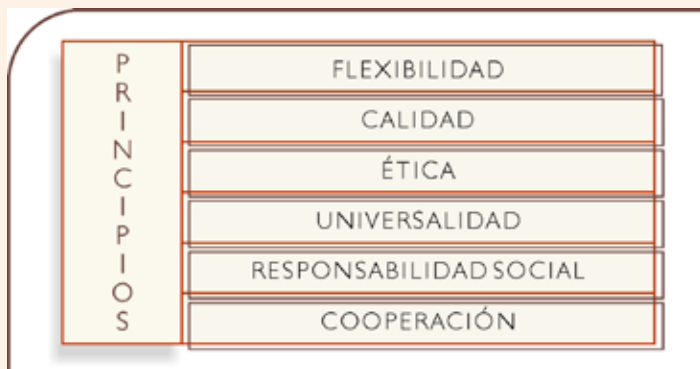 PRINCIPIOS
FLEXIBILIDAD
CALIDAD
ÉTICA
UNIVERSALIDAD
RESPONSABILIDAD SOCIAL
COOPERACIÓN